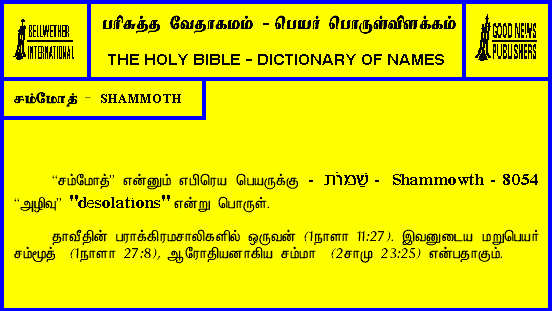 BELLWETHER
INTERNATIONAL
பரிசுத்த வேதாகமம் - பெயர் பொருள்விளக்கம்
THE HOLY BIBLE - DICTIONARY OF NAMES
GOOD NEWS
PUBLISHERS
சம்மோத் - SHAMMOTH
“சம்மோத்” என்னும் எபிரெய பெயருக்கு - שַׁמּוֹת - Shammowth - 8054
“அழிவு” "desolations" என்று பொருள்.
தாவீதின் பராக்கிரமசாலிகளில் ஒருவன் (1நாளா 11:27). இவனுடைய மறுபெயர்
சம்மூத் (1நாளா 27:8), ஆரோதியனாகிய சம்மா (2சாமு 23:25) என்பதாகும்.